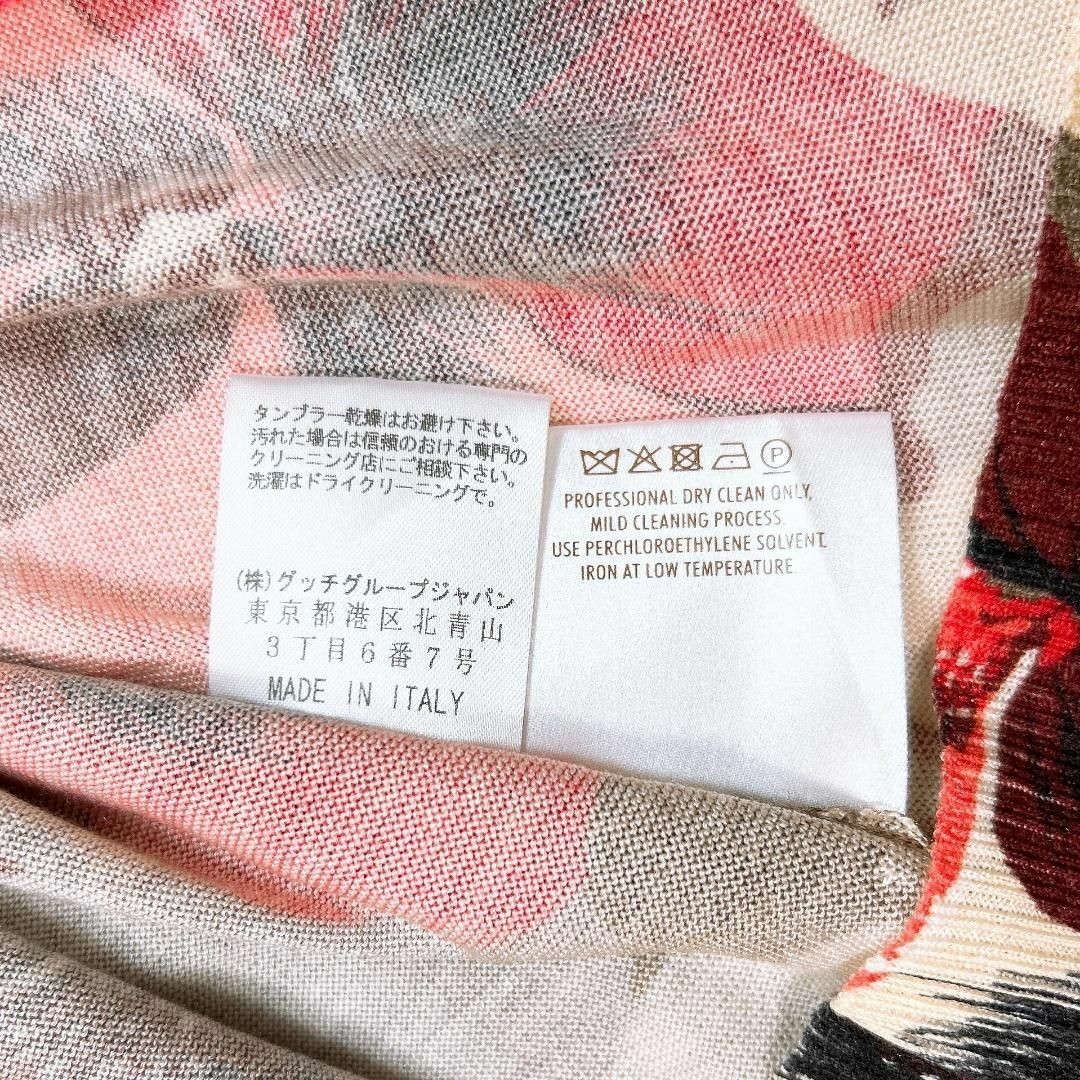 タンブラー乾燥はお避け下さい。
汚れた場合は信頼のおける専門の
クリーニング店にご相談下さい。
洗濯はドライクリーニングで。
(株)グッチグループジャパン
東京都港区北青山
3丁目6番7号
MADE IN ITALY
P
PROFESSIONAL DRY CLEAN ONLY,
MILD CLEANING PROCESS.
USE PERCHLOROETHYLENE SOLVENT.
IRON AT LOW TEMPERATURE.